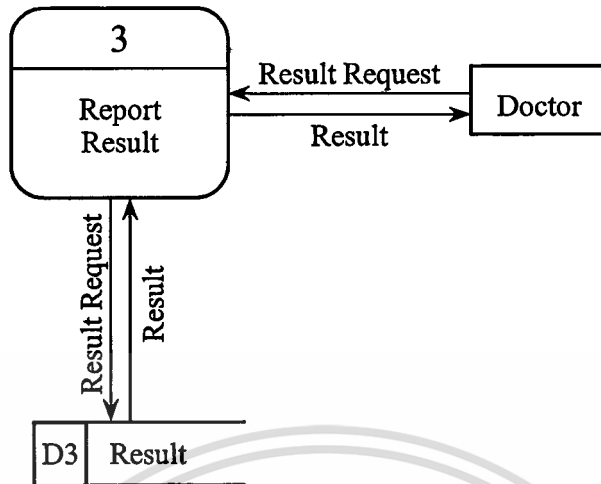 3
Report
Result
Result Request
Result
Doctor
Result Request
Result
D3
Result